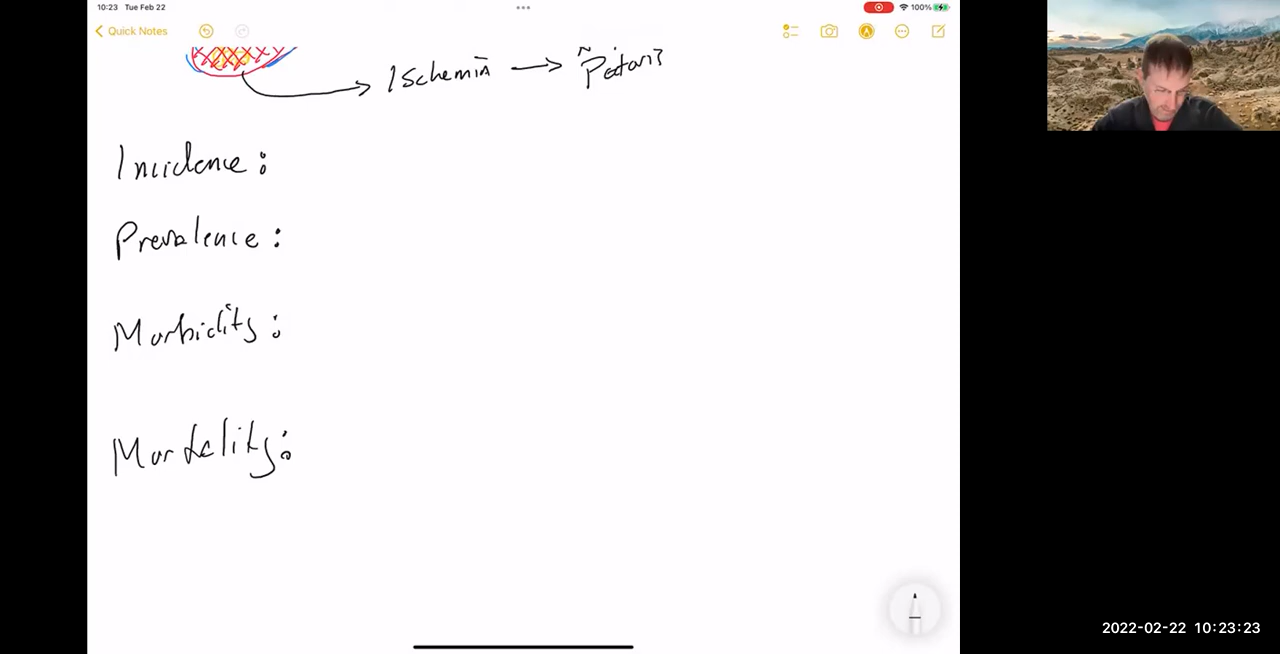 10:23 Tue Feb 22
100%
Quick Notes
Ischemia
Incidence:
Prevalence:
Morbidity:
Mortality:
2022-02-22 10:23:23